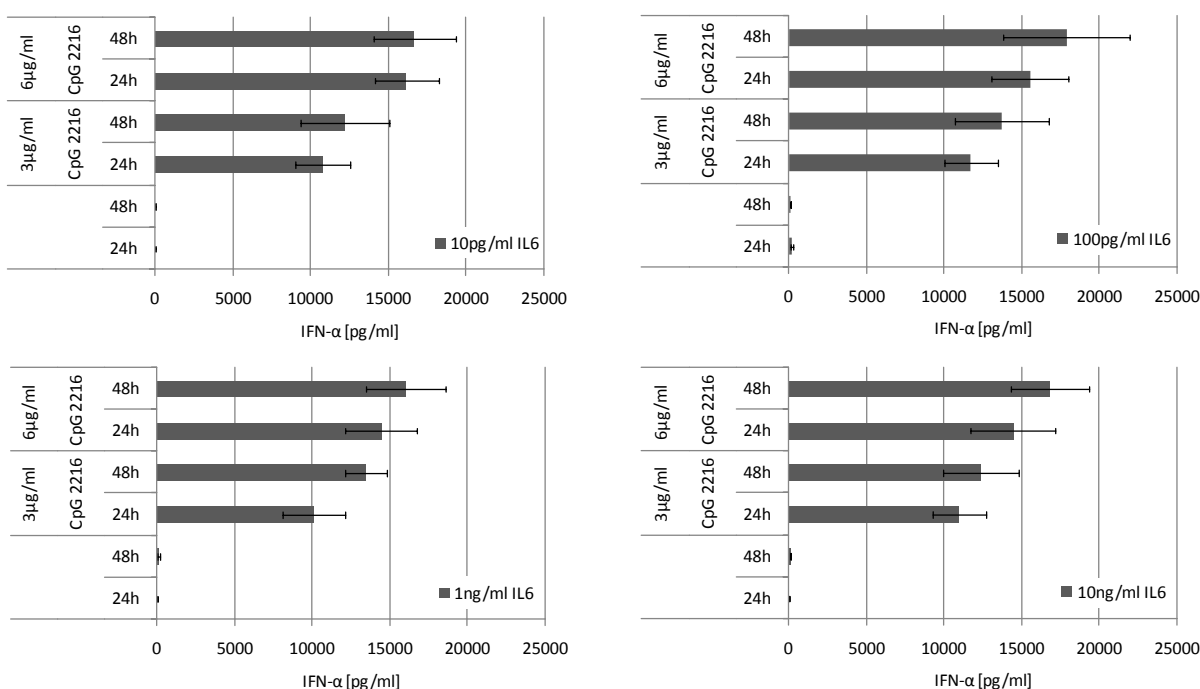 6µg/ml
CpG 2216
48h
24h
3µg/ml
CpG 2216
48h
24h
48h
24h
10pg/ml IL6
0 5000 10000 15000 20000 25000
IFN-α [pg/ml]
6µg/ml
CpG 2216
48h
24h
3µg/ml
CpG 2216
48h
24h
48h
24h
100pg/ml IL6
0 5000 10000 15000 20000 25000
IFN-α [pg/ml]
6µg/ml
CpG 2216
48h
24h
3µg/ml
CpG 2216
48h
24h
48h
24h
1ng/ml IL6
0 5000 10000 15000 20000 25000
IFN-α [pg/ml]
6µg/ml
CpG 2216
48h
24h
3µg/ml
CpG 2216
48h
24h
48h
24h
10ng/ml IL6
0 5000 10000 15000 20000 25000
IFN-α [pg/ml]